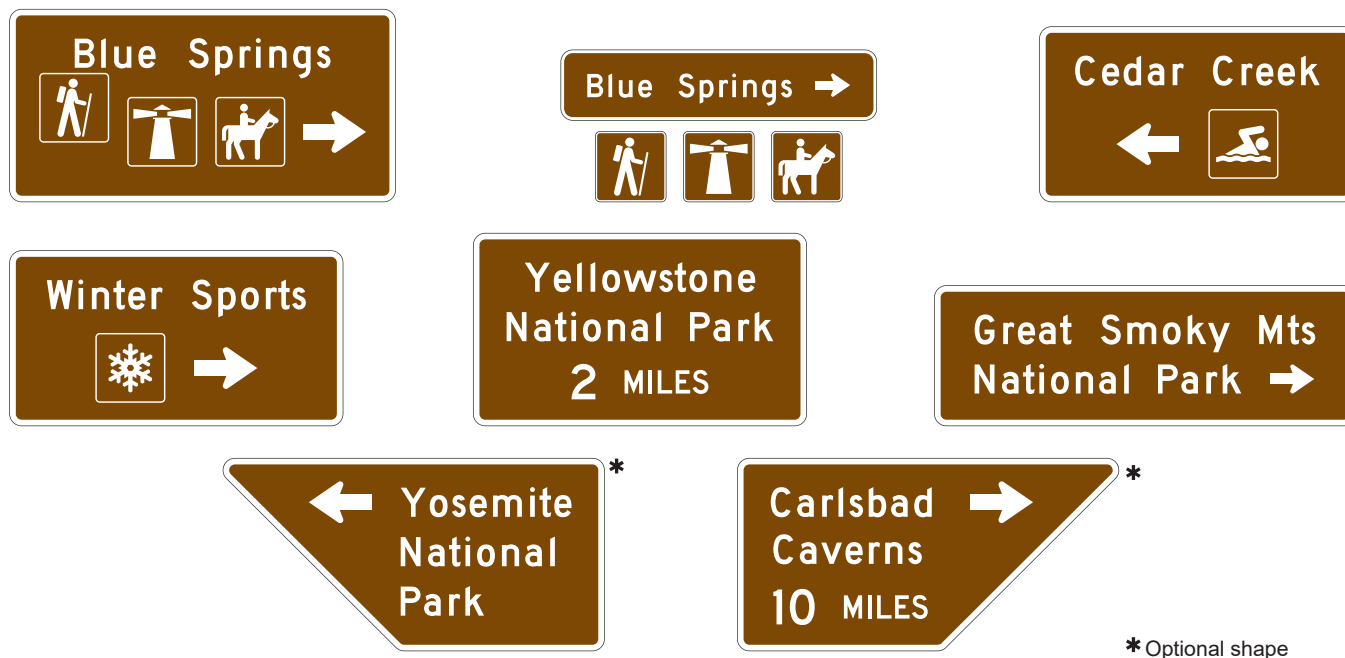 Blue Springs
Blue Springs
Cedar Creek
Winter Sports
Yellowstone
National Park
2 MILES
Great Smoky Mts
National Park
*
Yosemite
National
Park
*
Carlsbad
Caverns
10 MILES
* Optional shape